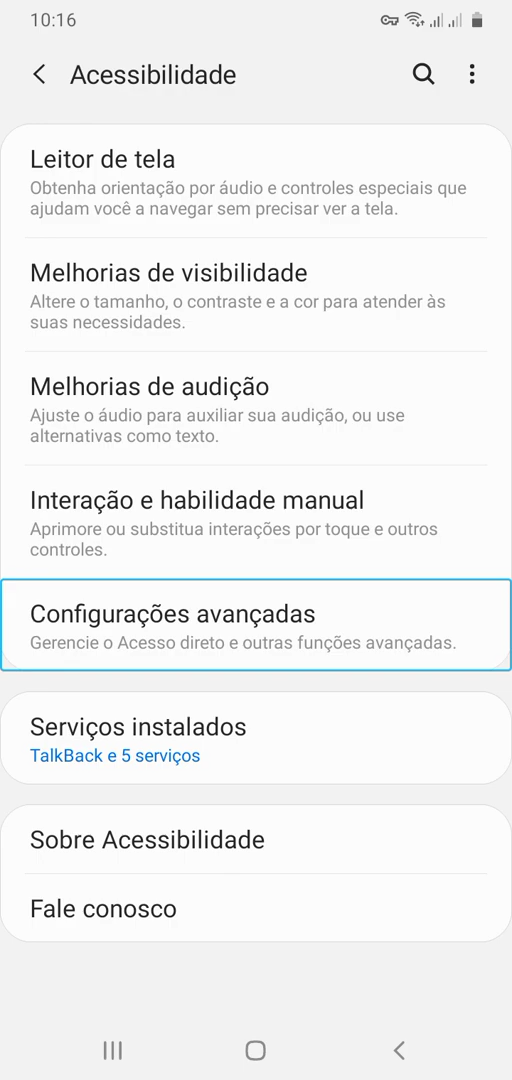 10:16
Acessibilidade
Leitor de tela
Obtenha orientação por áudio e controles especiais que
ajudam você a navegar sem precisar ver a tela.
Melhorias de visibilidade
Altere o tamanho, o contraste e a cor para atender às
suas necessidades.
Melhorias de audição
Ajuste o áudio para auxiliar sua audição, ou use
alternativas como texto.
Interação e habilidade manual
Aprimore ou substitua interações por toque e outros
controles.
Configurações avançadas
Gerencie o Acesso direto e outras funções avançadas.
Serviços instalados
TalkBack e 5 serviços
Sobre Acessibilidade
Fale conosco